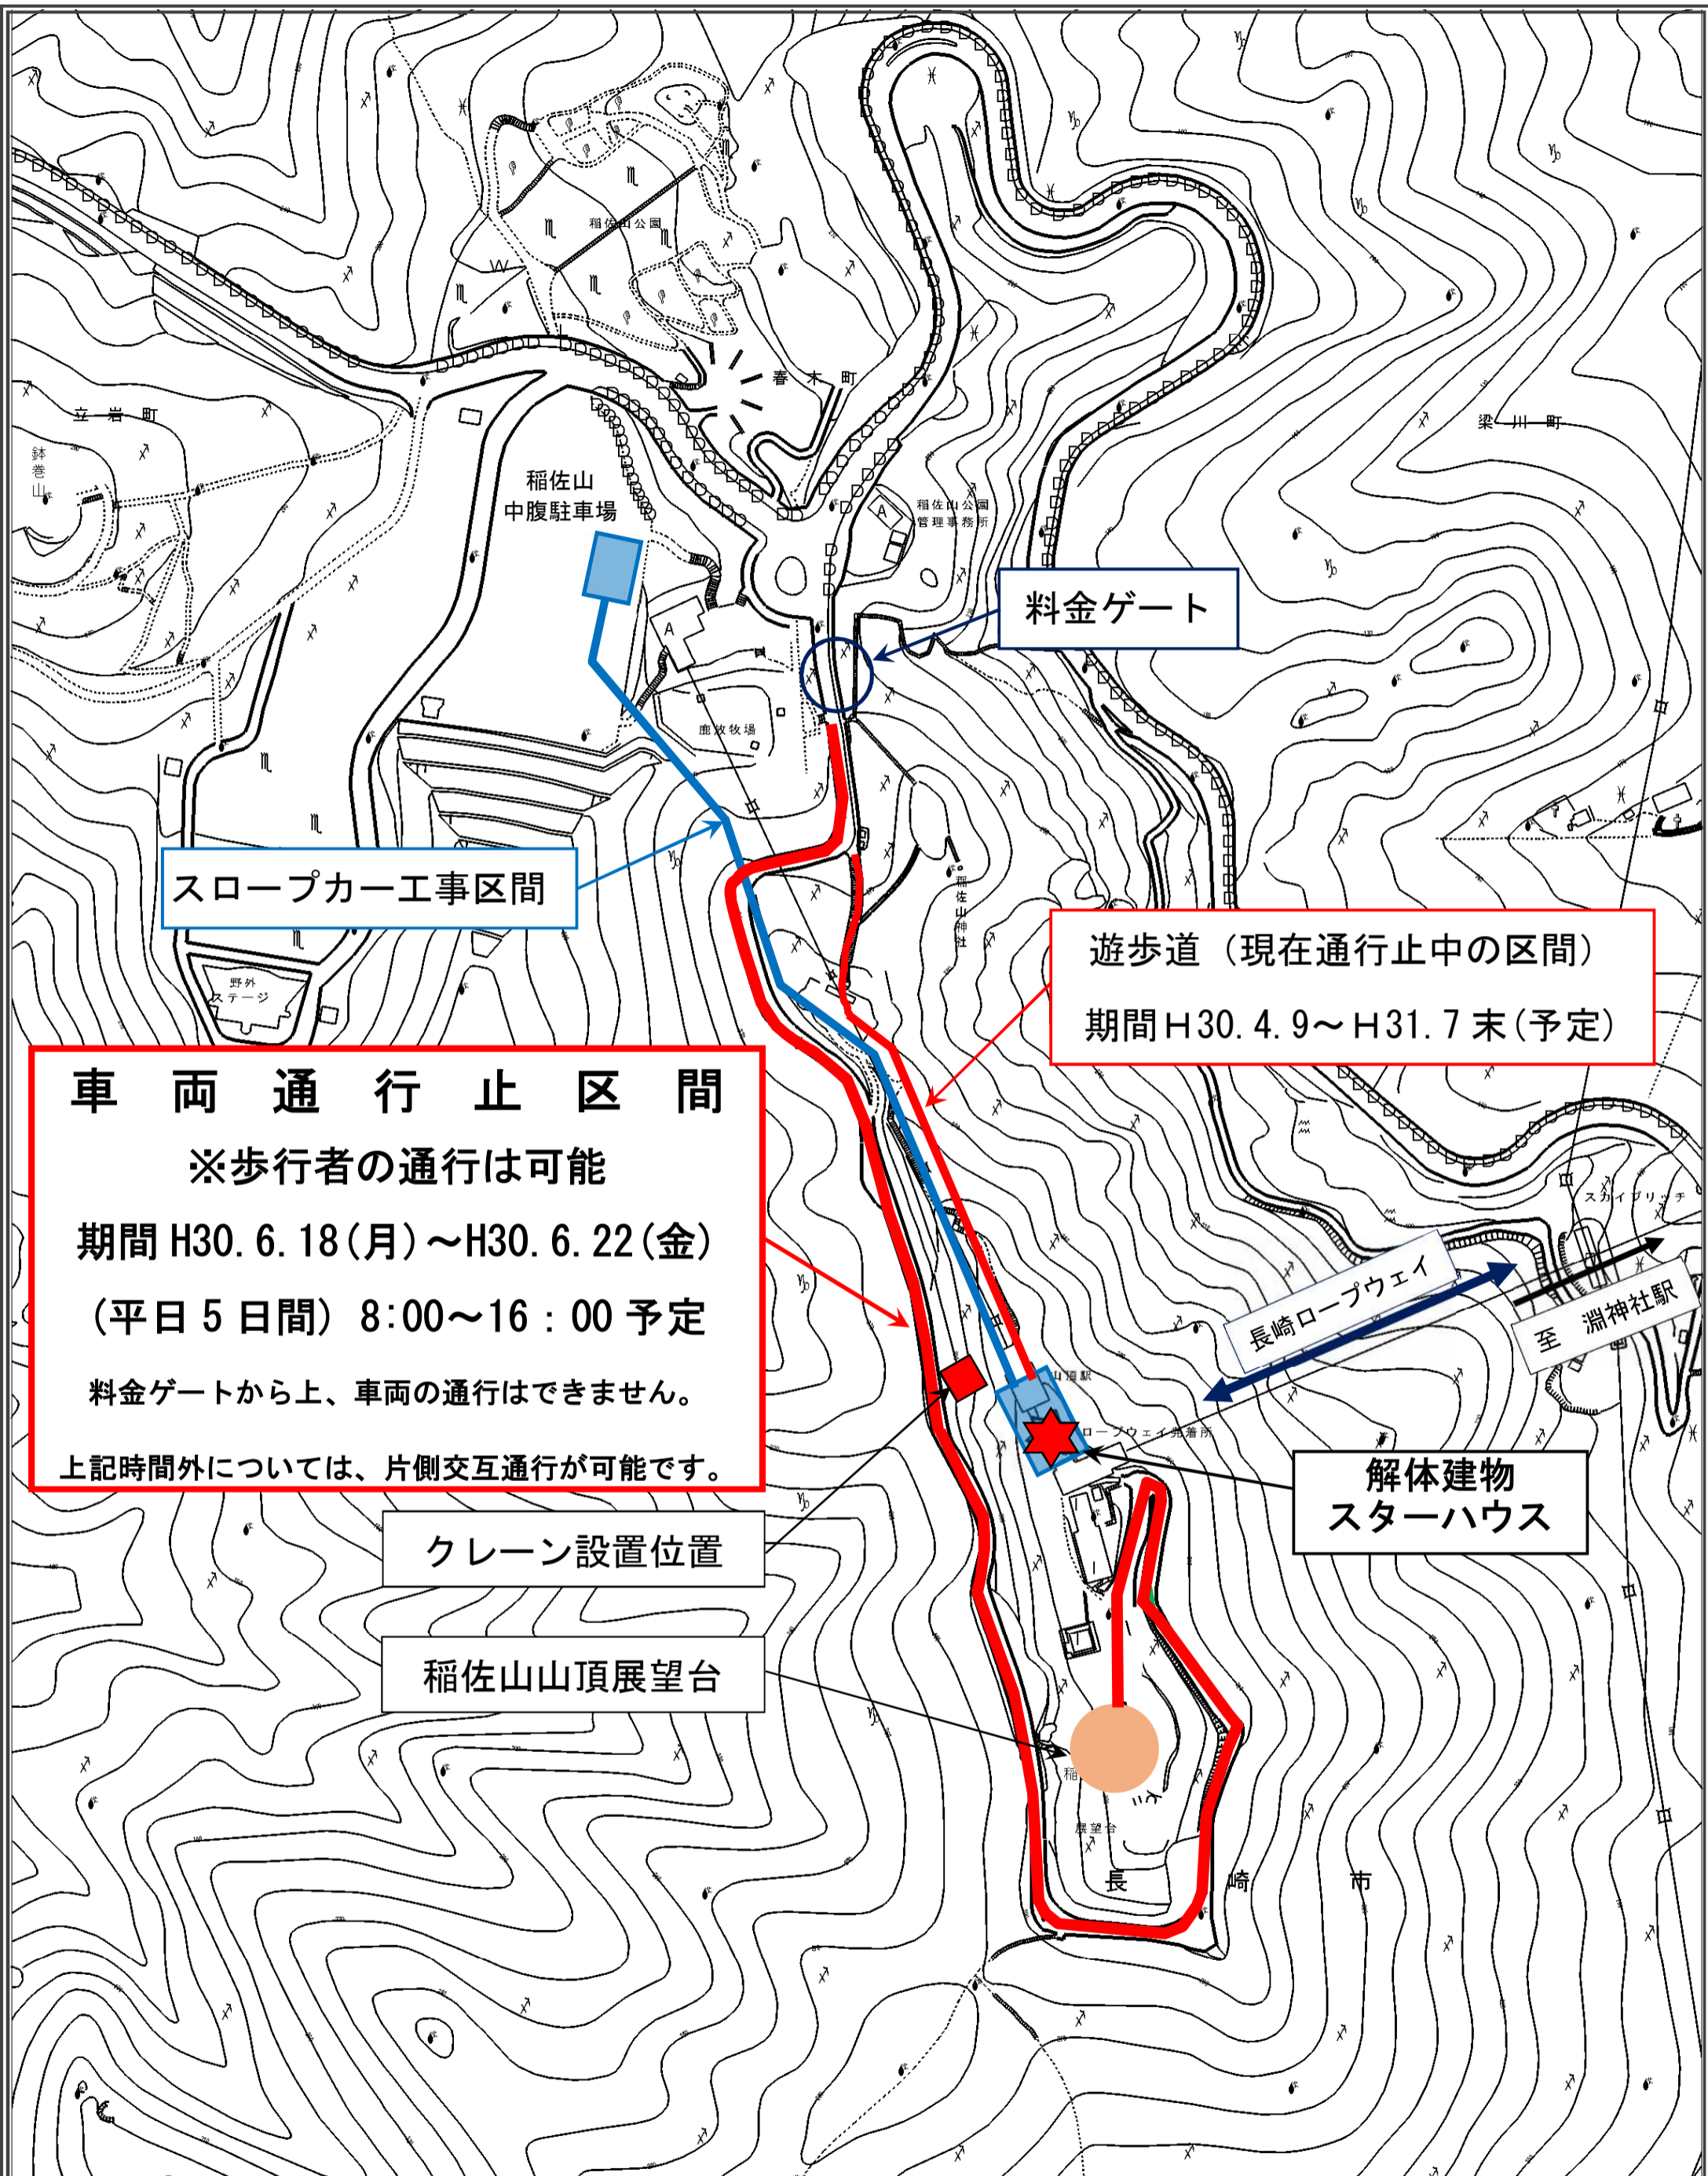 稲佐山公園
春木町
立岩町
鉢巻山
梁川町
稲佐山
中腹駐車場
稲佐山公園
管理事務所
料金ゲート
鹿放牧場
スロープカー工事区間
稲佐山神社
遊歩道（現在通行止中の区間）
期間H30.4.9～H31.7末(予定)
野外
ステージ
車両通行止区間
※歩行者の通行は可能
期間H30.6.18(月)～H30.6.22(金)
(平日5日間) 8:00～16：00予定
料金ゲートから上、車両の通行はできません。
上記時間外については、片側交互通行が可能です。
スカイブリッヂ
長崎ロープウェイ
至　淵神社駅
山頂駅
ロープウェイ発着所
解体建物
スターハウス
クレーン設置位置
稲佐山山頂展望台
稲
展望台
長崎市